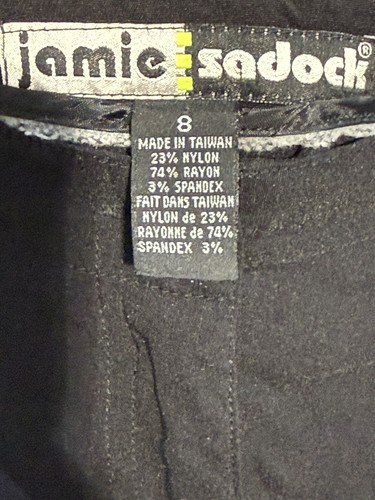 jamie sadock®
8
MADE IN TAIWAN
23% NYLON
74% RAYON
3% SPANDEX
FAIT DANS TAIWAN
NYLON de 23%
RAYONNE de 74%
SPANDEX 3%